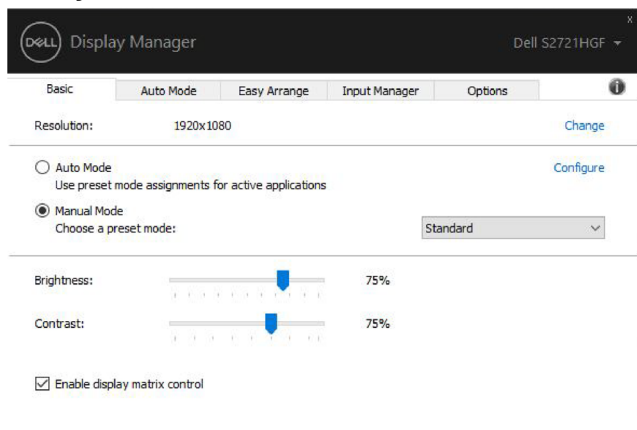 DELL Display Manager
Dell S2721HGF
x
Basic Auto Mode Easy Arrange Input Manager Options
Resolution: 1920x1080 Change
Auto Mode Configure
Use preset mode assignments for active applications
Manual Mode
Choose a preset mode: Standard
Brightness: 75%
Contrast: 75%
Enable display matrix control